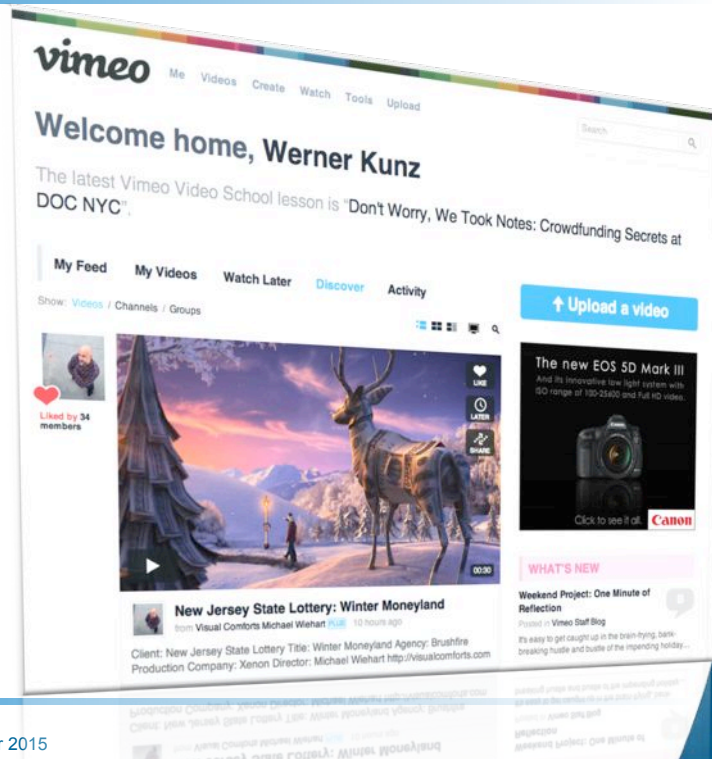 vimeo Me Videos Create Watch Tools Upload
Search
Welcome home, Werner Kunz
The latest Vimeo Video School lesson is "Don't Worry, We Took Notes: Crowdfunding Secrets at
DOC NYC".
My Feed My Videos Watch Later Discover Activity
Show: Videos / Channels / Groups
Liked by 34
members
LIKE
LATER
SHARE
00:30
New Jersey State Lottery: Winter Moneyland
from Visual Comforts Michael Wiehart PLUS 10 hours ago
Client: New Jersey State Lottery Title: Winter Moneyland Agency: Brushfire
Production Company: Xenon Director: Michael Wiehart http://visualcomforts.com
Upload a video
The new EOS 5D Mark III
And its innovative low light system with
ISO range of 100-25600 and Full HD video.
Click to see it all. Canon
WHAT'S NEW
Weekend Project: One Minute of
Reflection
Posted in Vimeo Staff Blog
It's easy to get caught up in the brain-frying, bank-
breaking hustle and bustle of the impending holiday...
2015